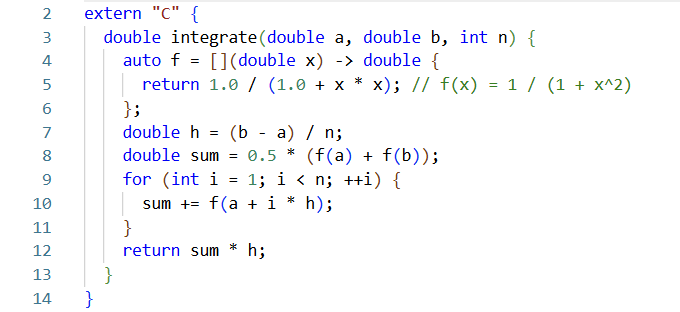 2 extern "C" {
3 double integrate(double a, double b, int n) {
4 auto f = [](double x) -> double {
5 return 1.0 / (1.0 + x * x); // f(x) = 1 / (1 + x^2)
6 };
7 double h = (b - a) / n;
8 double sum = 0.5 * (f(a) + f(b));
9 for (int i = 1; i < n; ++i) {
10 sum += f(a + i * h);
11 }
12 return sum * h;
13 }
14 }